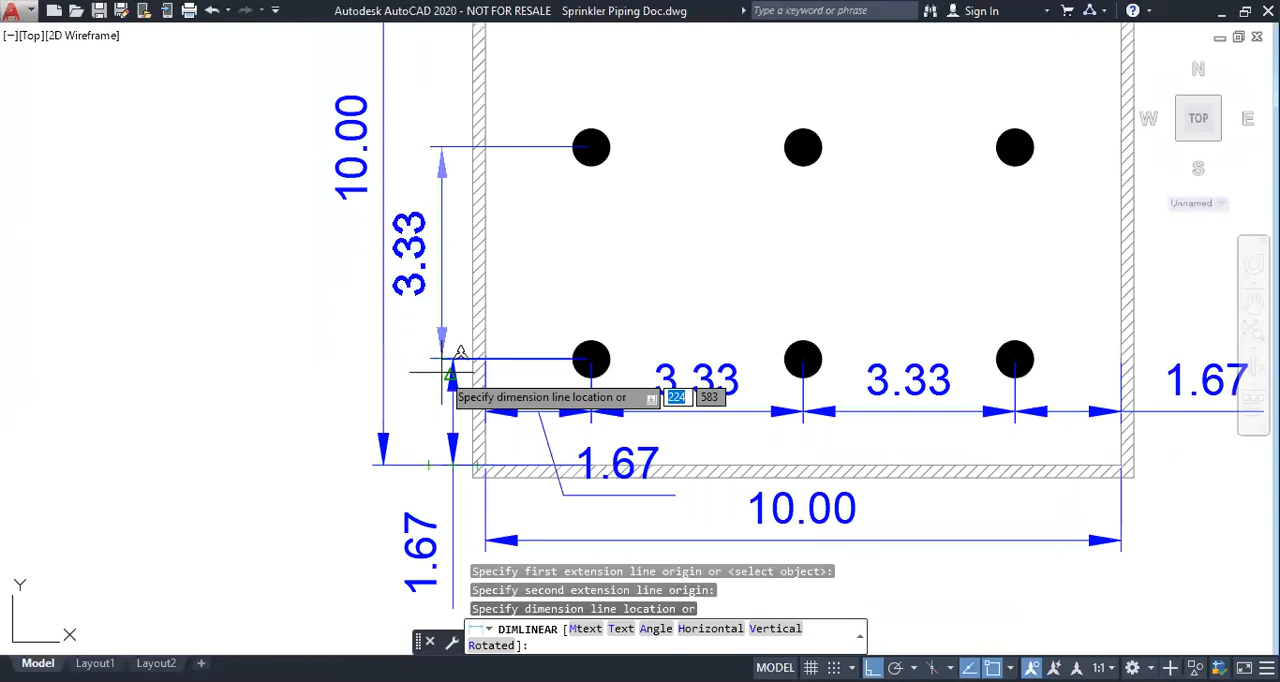 Autodesk AutoCAD 2020 - NOT FOR RESALE Sprinkler Piping Doc.dwg
Type a keyword or phrase
Sign In
[−][Top][2D Wireframe]
N
W TOP E
S
Unnamed
10.00
3.33
3.33 3.33 1.67
Specify dimension line location or 224 583
1.67
10.00
1.67
Y
X
Specify first extension line origin or <select object>:
Specify second extension line origin:
Specify dimension line location or
DIMLINEAR [Mtext Text Angle Horizontal Vertical
Rotated]:
Model Layout1 Layout2 +
MODEL 1:1